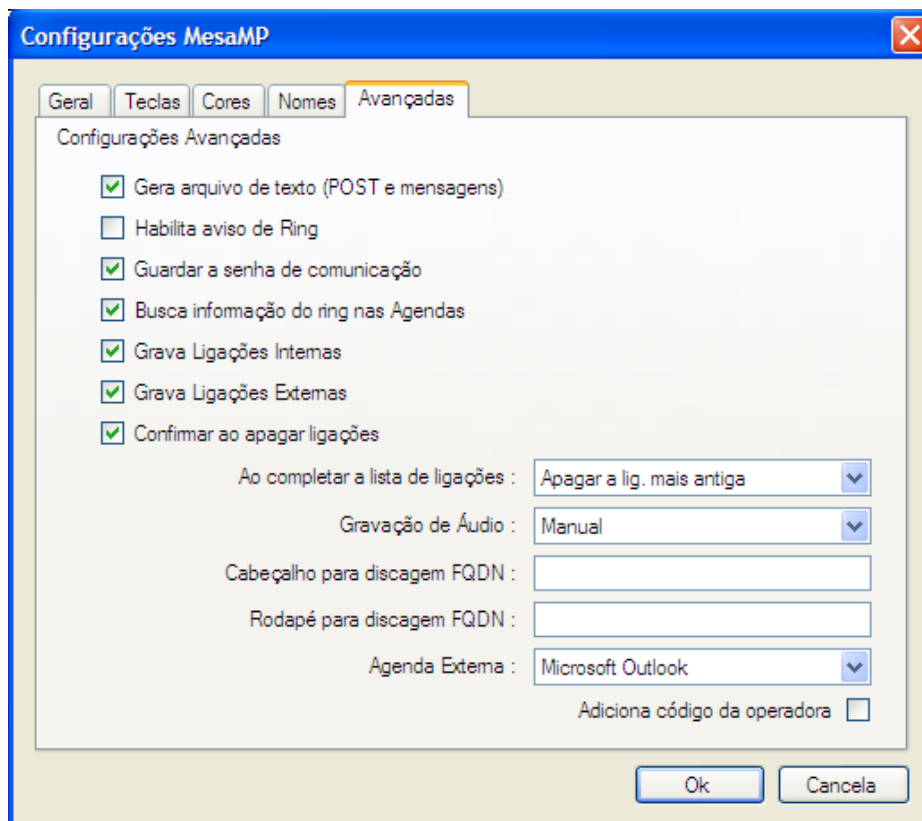 Configurações MesaMP
Geral Teclas Cores Nomes Avançadas
Configurações Avançadas
Gera arquivo de texto (POST e mensagens)
Habilita aviso de Ring
Guardar a senha de comunicação
Busca informação do ring nas Agendas
Grava Ligações Internas
Grava Ligações Externas
Confirmar ao apagar ligações
Ao completar a lista de ligações : Apagar a lig. mais antiga
Gravação de Áudio : Manual
Cabeçalho para discagem FQDN :
Rodapé para discagem FQDN :
Agenda Externa : Microsoft Outlook
Adiciona código da operadora
Ok Cancela